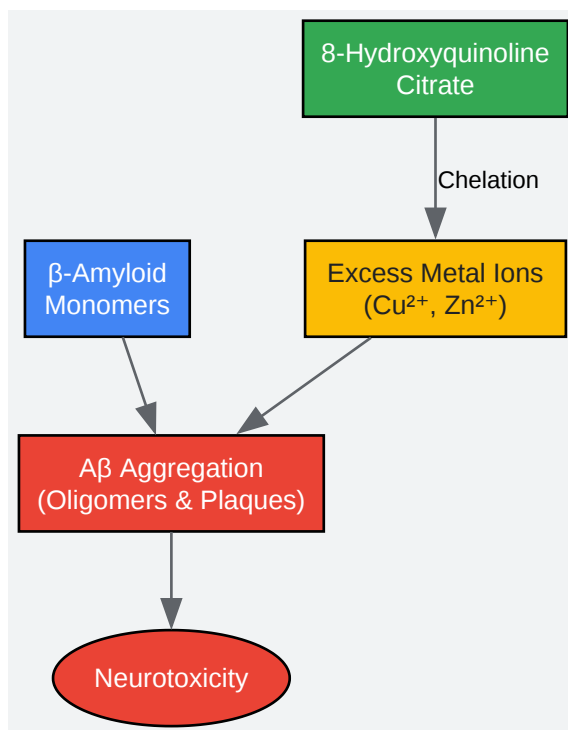 8-Hydroxyquinoline
Citrate
Chelation
β-Amyloid
Monomers
Excess Metal Ions
(Cu²⁺, Zn²⁺)
Aβ Aggregation
(Oligomers & Plaques)
Neurotoxicity